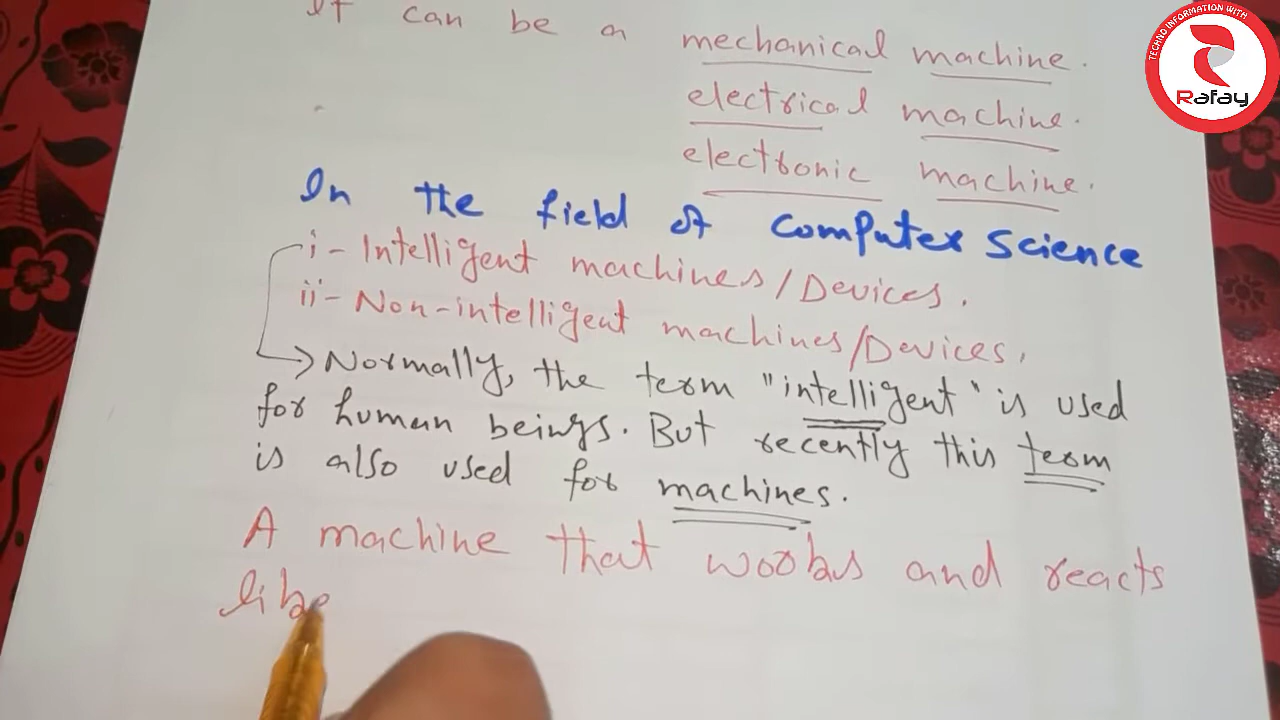 It can be a mechanical machine.
electrical machine.
electronic machine.
In the field of Computer Science
i- Intelligent machines/Devices.
ii- Non-intelligent machines/Devices.
Normally, the term "intelligent" is used
for human beings. But recently this term
is also used for machines.
A machine that works and reacts
like
TECHNO INFORMATION WITH
Rafay